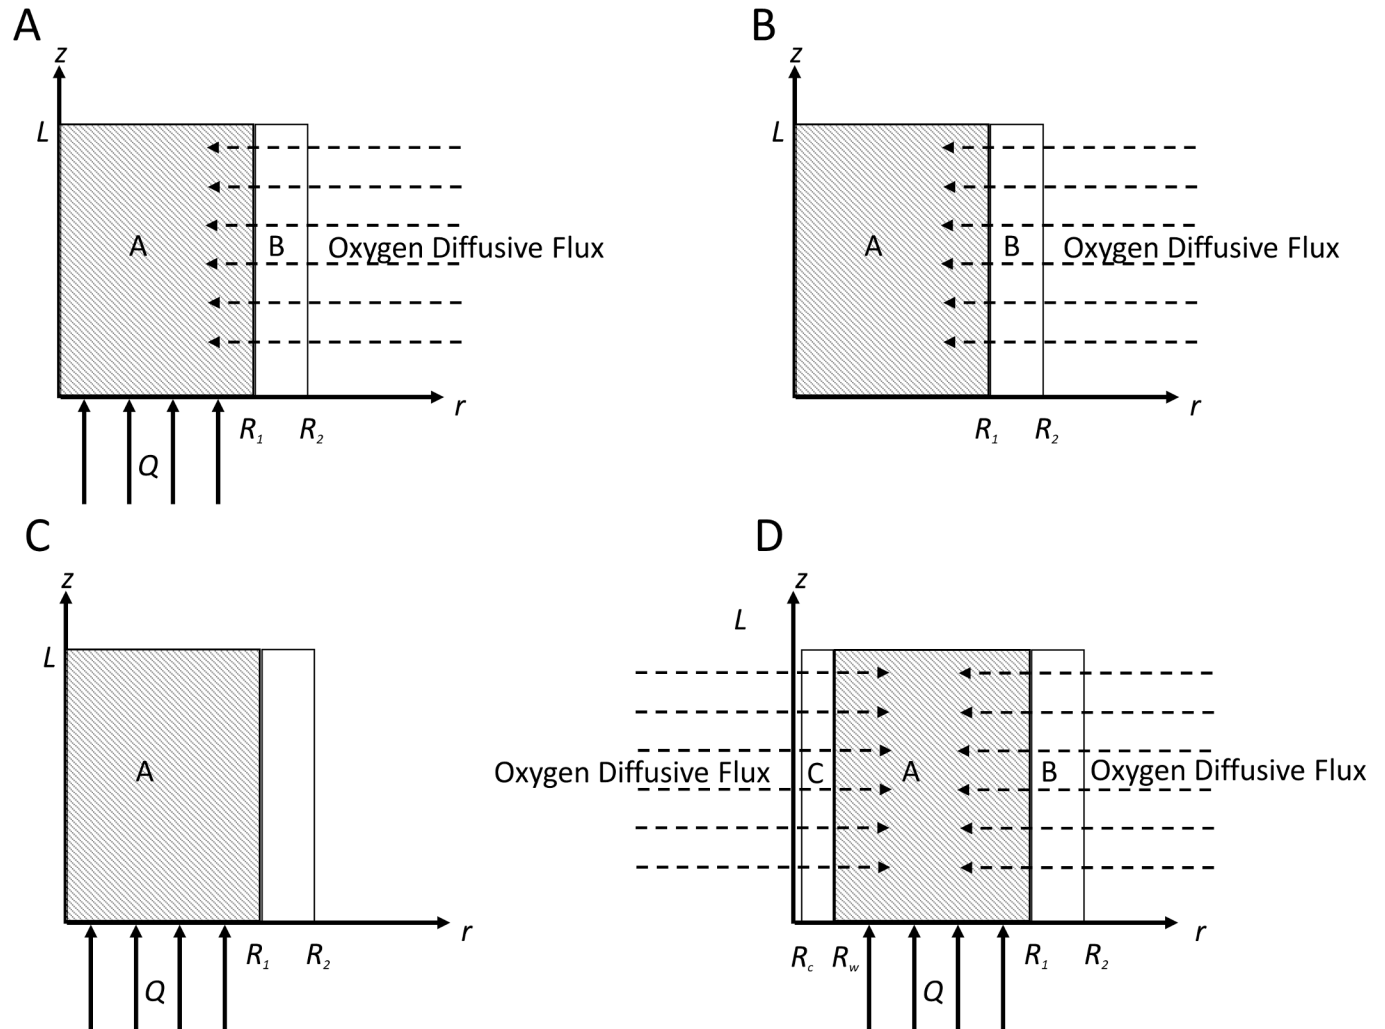 A
z
L
A
B
Oxygen Diffusive Flux
r
R1
R2
Q
B
z
L
A
B
Oxygen Diffusive Flux
r
R1
R2
C
z
L
A
r
R1
R2
Q
D
z
L
Oxygen Diffusive Flux
C
A
B
Oxygen Diffusive Flux
r
Rc
Rw
R1
R2
Q